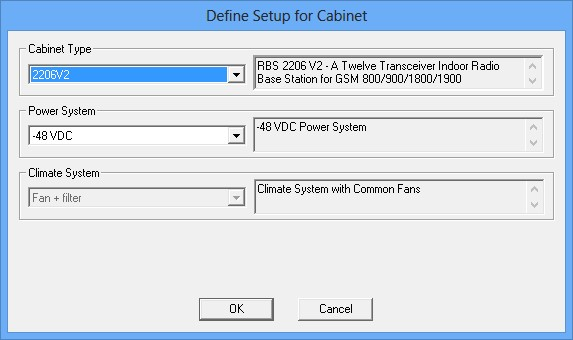 Define Setup for Cabinet
Cabinet Type
2206V2
RBS 2206 V2 - A Twelve Transceiver Indoor Radio
Base Station for GSM 800/900/1800/1900
Power System
-48 VDC
-48 VDC Power System
Climate System
Fan + filter
Climate System with Common Fans
OK
Cancel